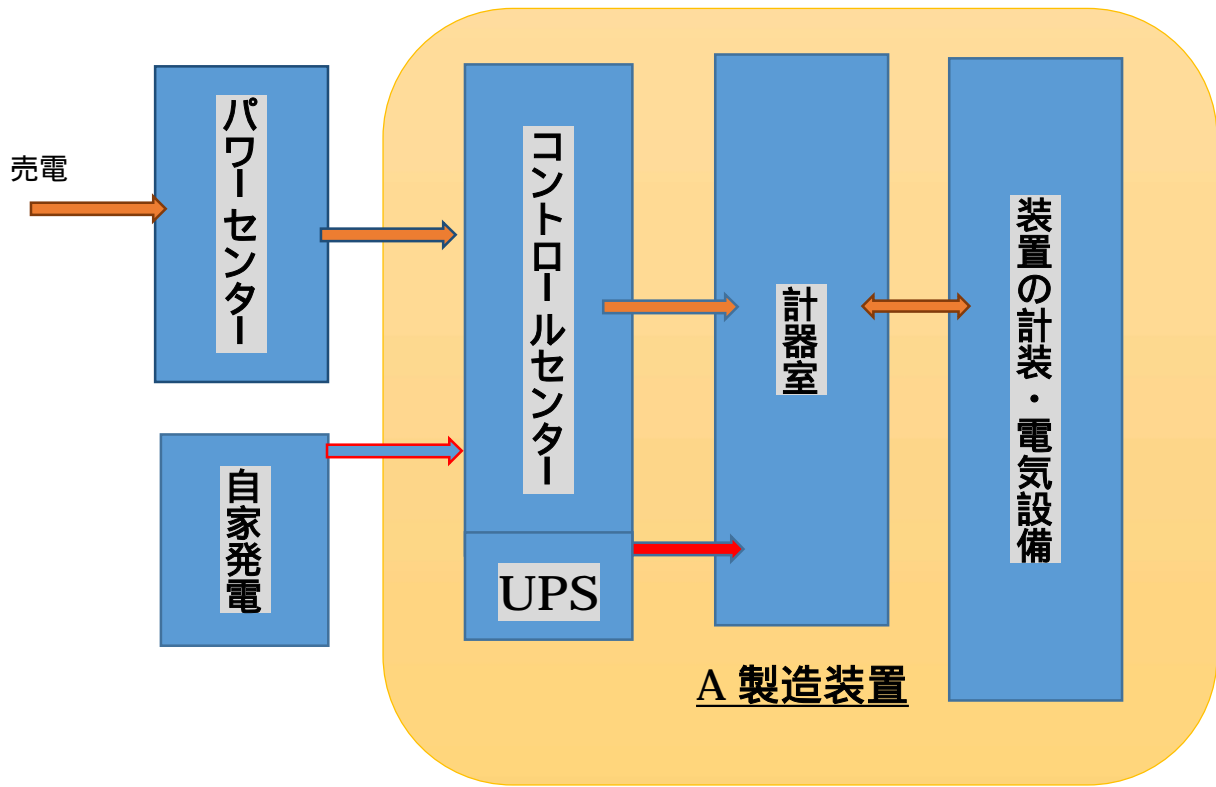 売電
パワーセンター
自家発電
コントロールセンター
UPS
計器室
装置の計装・電気設備
A 製造装置